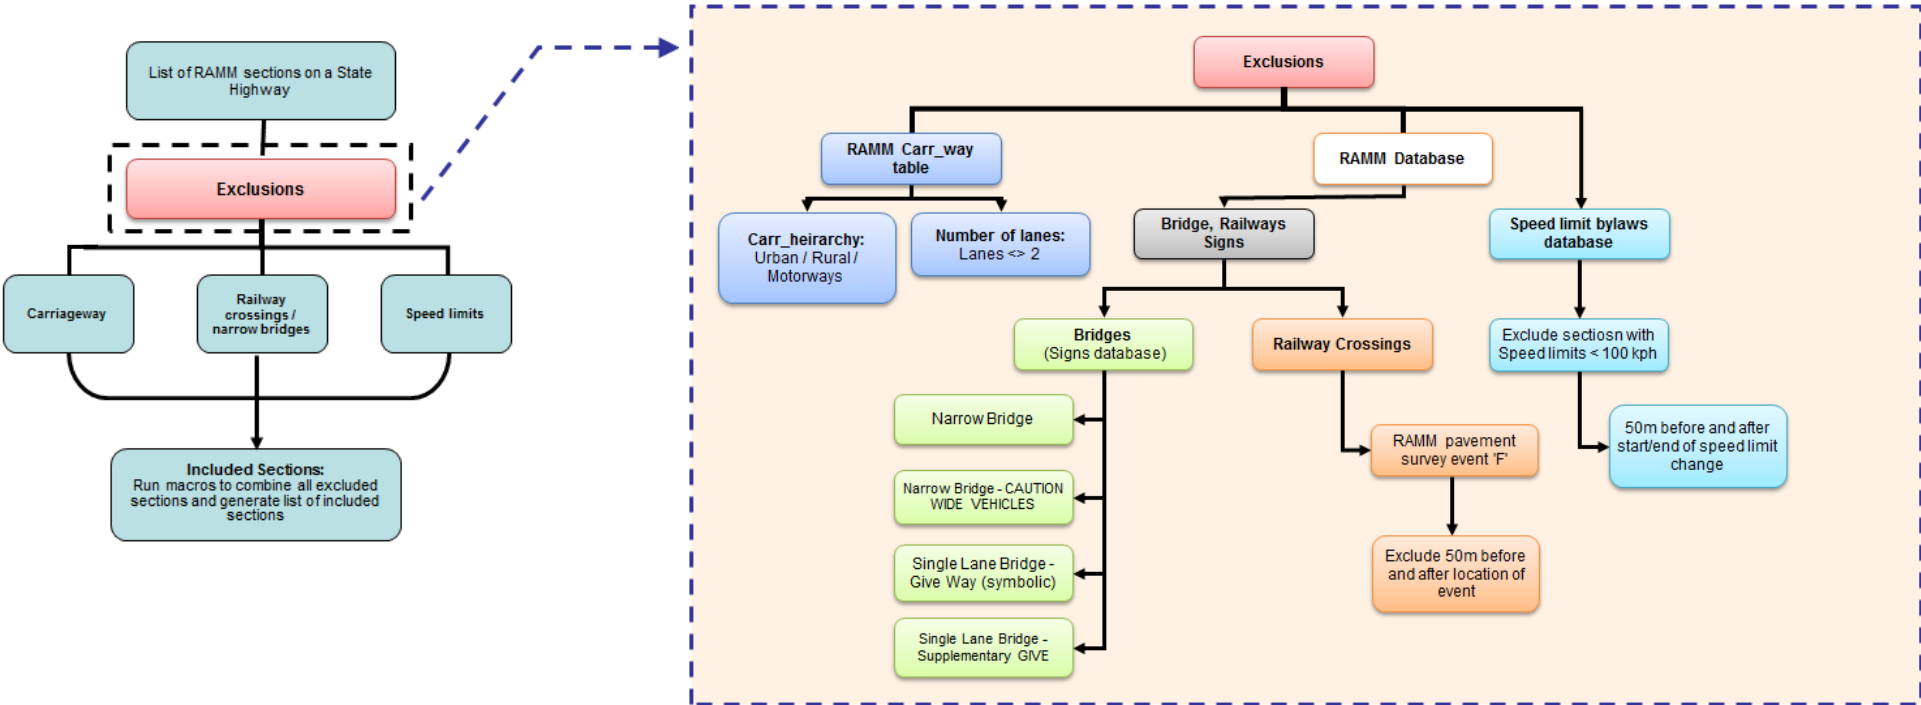 List of RAMM sections on a State
Highway
Exclusions
Carriageway
Railway
crossings /
narrow bridges
Speed limits
Included Sections:
Run macros to combine all excluded
sections and generate list of included
sections
Exclusions
RAMM Carr_way
table
RAMM Database
Carr_heirarchy:
Urban / Rural /
Motorways
Number of lanes:
Lanes <> 2
Bridge, Railways
Signs
Speed limit bylaws
database
Bridges
(Signs database)
Railway Crossings
Exclude sectiosn with
Speed limits < 100 kph
Narrow Bridge
Narrow Bridge - CAUTION
WIDE VEHICLES
Single Lane Bridge -
Give Way (symbolic)
Single Lane Bridge -
Supplementary GIVE
RAMM pavement
survey event 'F'
Exclude 50m before
and after location of
event
50m before and after
start/end of speed limit
change